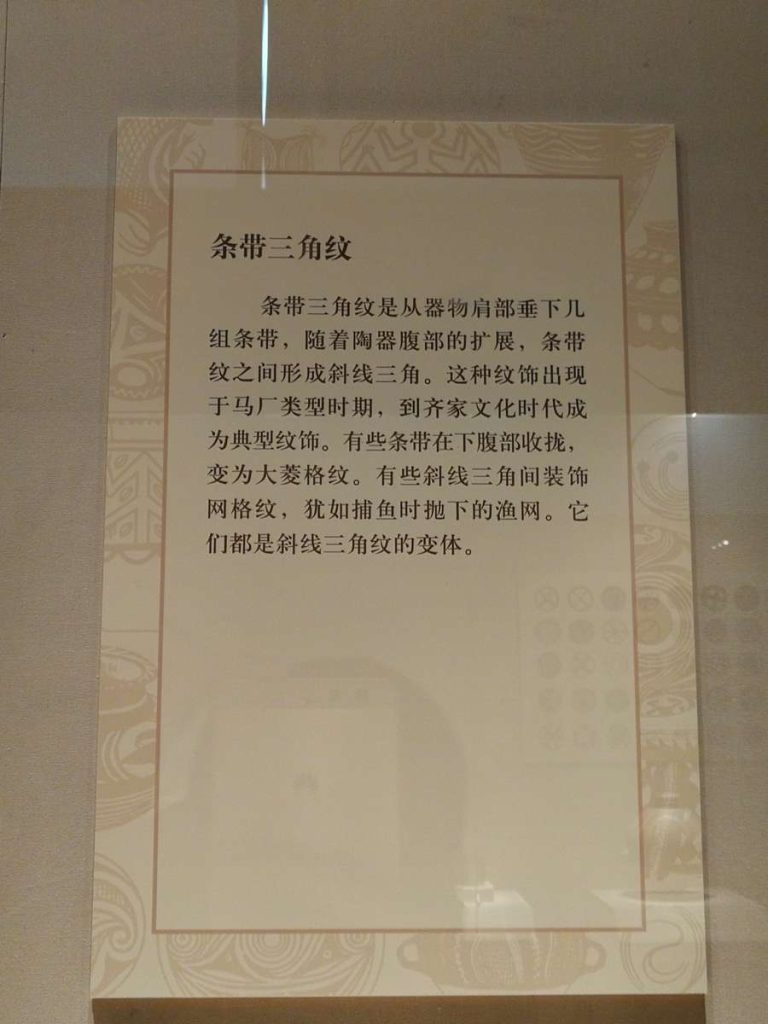 条带三角纹
条带三角纹是从器物肩部垂下几
组条带，随着陶器腹部的扩展，条带
纹之间形成斜线三角。这种纹饰出现
于马厂类型时期，到齐家文化时代成
为典型纹饰。有些条带在下腹部收拢，
变为大菱格纹。有些斜线三角间装饰
网格纹，犹如捕鱼时抛下的渔网。它
们都是斜线三角纹的变体。